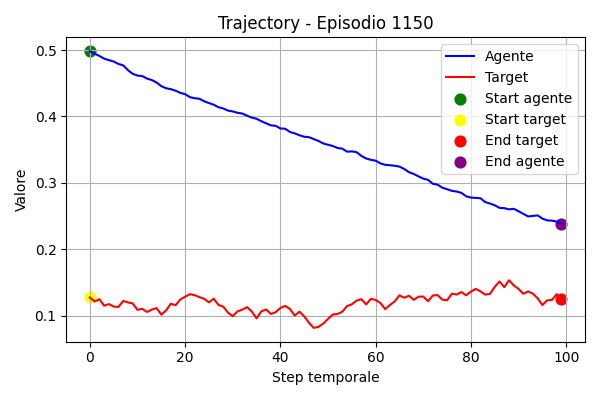 Trajectory - Episodio 1150
Valore
0.5
0.4
0.3
0.2
0.1
Agente
Target
Start agente
Start target
End target
End agente
0
20
40
60
80
100
Step temporale